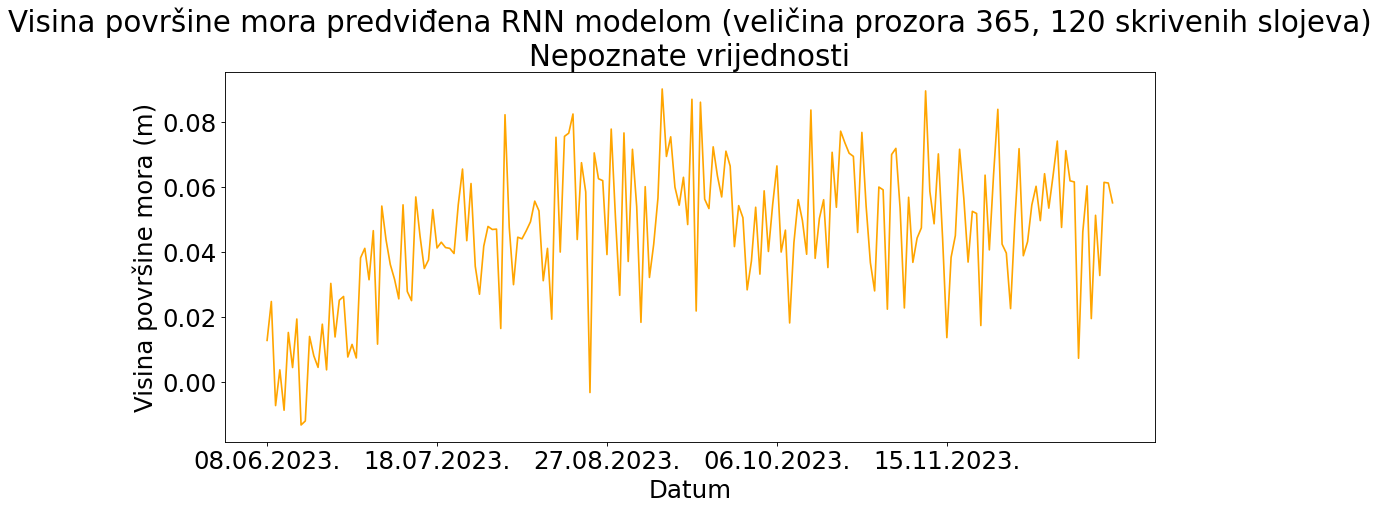 Visina površine mora predviđena RNN modelom (veličina prozora 365, 120 skrivenih slojeva)
Nepoznate vrijednosti
Visina površine mora (m)
0.08
0.06
0.04
0.02
0.00
08.06.2023. 18.07.2023. 27.08.2023. 06.10.2023. 15.11.2023.
Datum